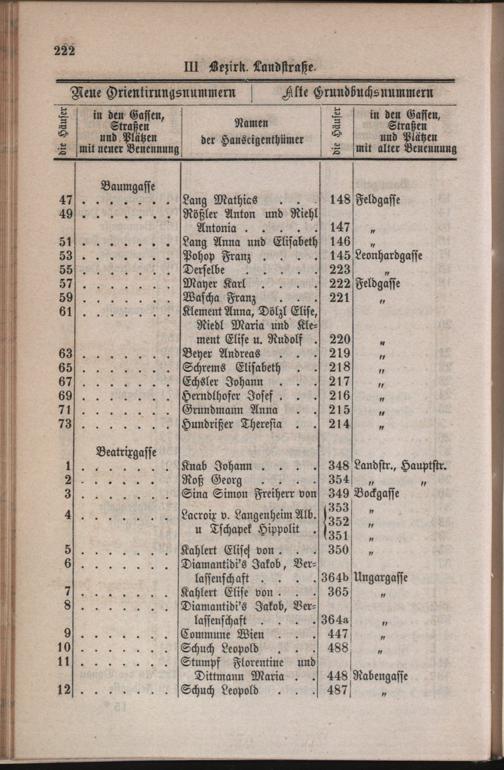 222
III Bezirk. Landstraße.
Neue Orientirungsnummern | Alte Grundbuchsnummern
die Häuser | in den Gassen, Straßen und Plätzen mit neuer Benennung | Namen der Hauseigenthümer | die Häuser | in den Gassen, Straßen und Plätzen mit alter Benennung
Baumgasse
47 . . . . . . . Lang Mathias . . . 148 Feldgasse
49 . . . . . . . Rößler Anton und Riehl
Antonia . . . . . 147 „
51 . . . . . . . Lang Anna und Elisabeth 146 „
53 . . . . . . . Pohop Franz . . . . 145 Leonhardgasse
55 . . . . . . . Derselbe . . . . 223 „
57 . . . . . . . Mayer Karl . . . 222 Feldgasse
59 . . . . . . . Wascha Franz . . . 221 „
61 . . . . . . . Klement Anna, Dölzl Elise,
Riedl Maria und Kle-
ment Elise u. Rudolf . 220 „
63 . . . . . . . Beyer Andreas . . . 219 „
65 . . . . . . . Schrems Elisabeth . . 218 „
67 . . . . . . . Echsler Johann . . . 217 „
69 . . . . . . . Herndlhofer Josef . . . 216 „
71 . . . . . . . Grundmann Anna . . 215 „
73 . . . . . . . Hundrißer Theresia . . 214 „
Beatrixgasse
1 . . . . . . . Knab Johann . . . . 348 Landstr., Hauptstr.
2 . . . . . . . Roß Georg . . . . 354 „ „
3 . . . . . . . Sina Simon Freiherr von 349 Bockgasse
353 „
4 . . . . . . . Lacroix v. Langenheim Alb.
u Tschapek Hippolit . 352 „
351 „
5 . . . . . . . Kahlert Elise von . . . 350 „
6 . . . . . . . Diamantidi's Jakob, Ver-
lassenschaft . . . . 364b Ungargasse
7 . . . . . . . Kahlert Elise von . . . 365 „
8 . . . . . . . Diamantidi's Jakob, Ver-
lassenschaft . . . . 364a „
9 . . . . . . . Commune Wien . . . 447 „
10 . . . . . . . Schuch Leopold . . . 488 „
11 . . . . . . . Stumpf Florentine und
Dittmann Maria . . 448 Rabengasse
12 . . . . . . . Schuch Leopold . . . 487 „